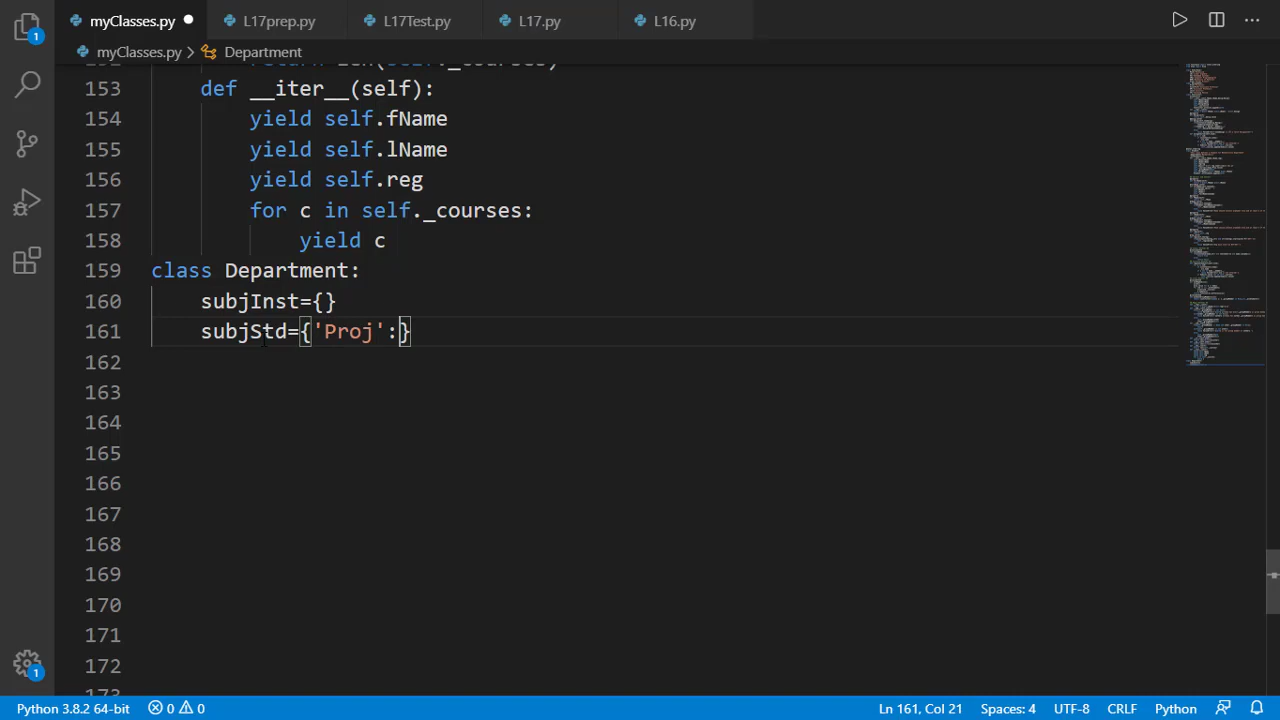 myClasses.py
L17prep.py
L17Test.py
L17.py
L16.py
myClasses.py > Department
153 def __iter__(self):
154 yield self.fName
155 yield self.lName
156 yield self.reg
157 for c in self._courses:
158 yield c
159 class Department:
160 subjInst={}
161 subjStd={'Proj':}
162
163
164
165
166
167
168
169
170
171
172
1
1
Python 3.8.2 64-bit
0 0
Ln 161, Col 21
Spaces: 4
UTF-8
CRLF
Python